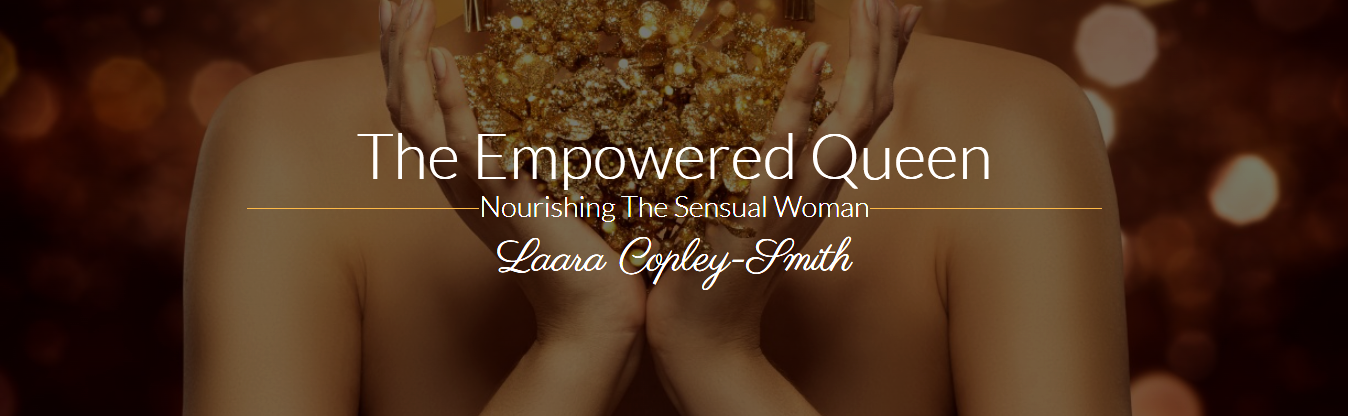 The Empowered Queen
Nourishing The Sensual Woman
Laara Copley-Smith